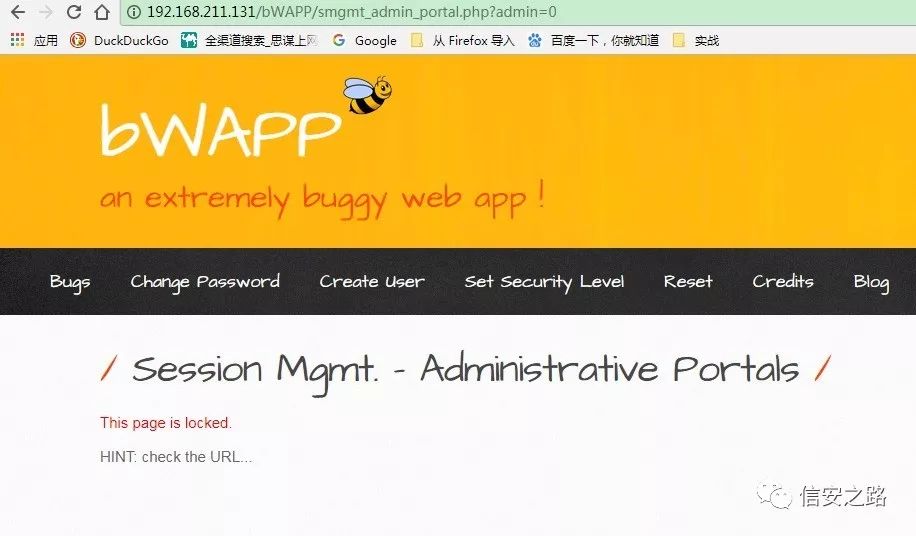 192.168.211.131/bWAPP/smgmt_admin_portal.php?admin=0
应用 DuckDuckGo 全渠道搜索_思谋上网 Google 从 Firefox 导入 百度一下，你就知道 实战
bWAPP
an extremely buggy web app !
Bugs Change Password Create User Set Security Level Reset Credits Blog
/ Session Mgmt. - Administrative Portals /
This page is locked.
HINT: check the URL...
信安之路